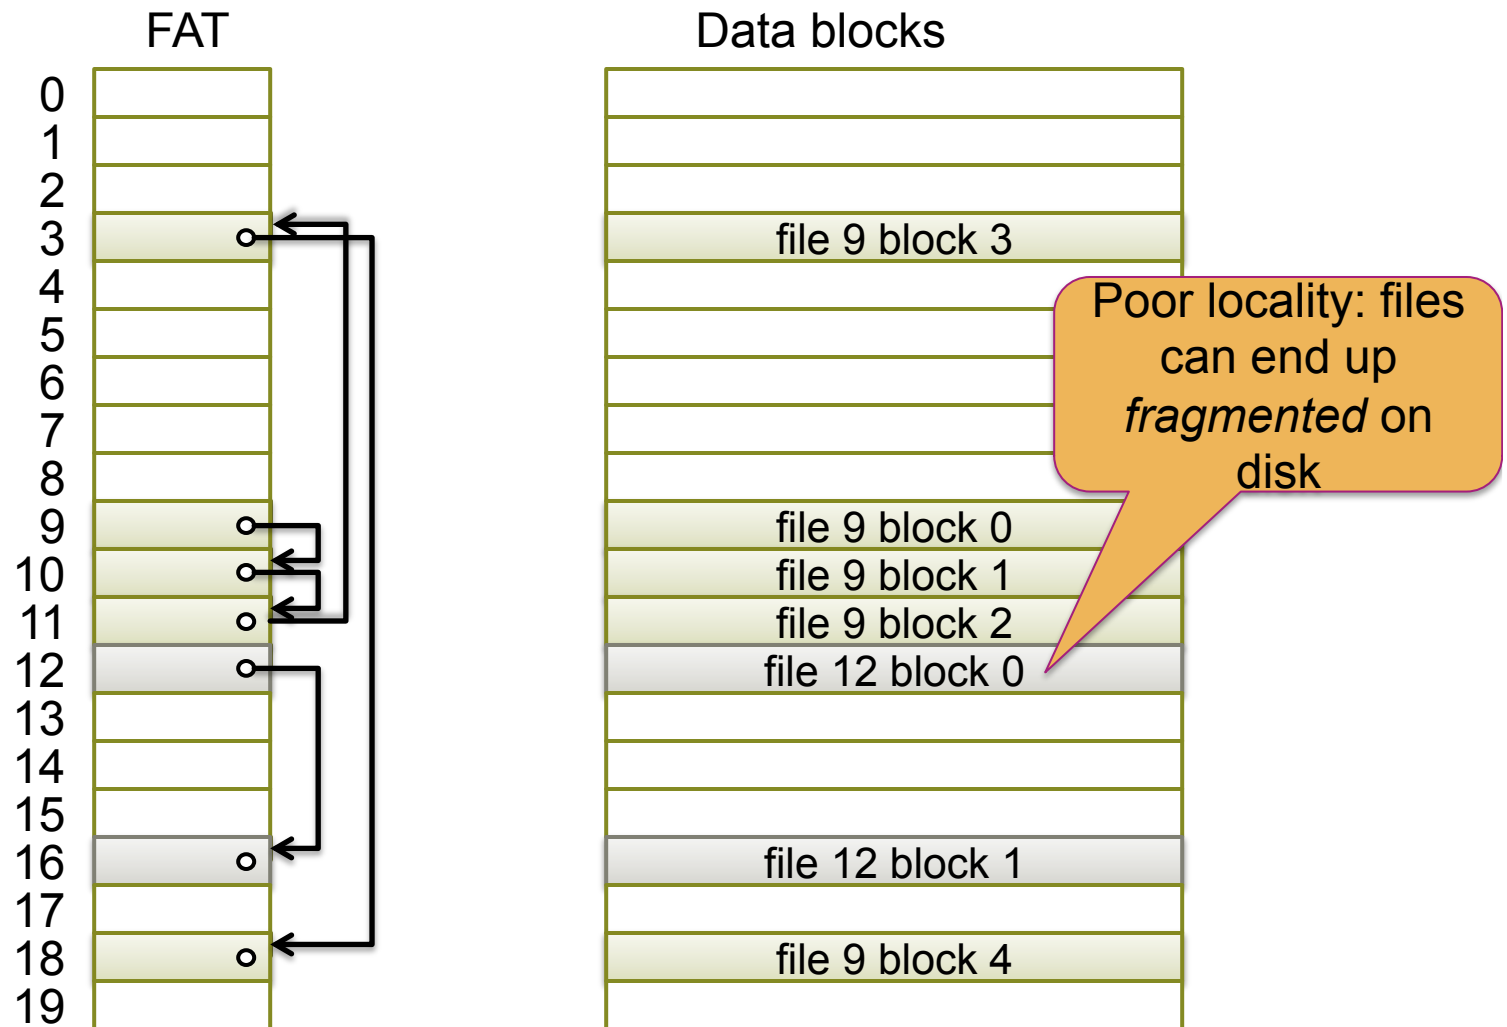 FAT
Data blocks
0
1
2
3
file 9 block 3
4
5
6
7
8
Poor locality: files
can end up
fragmented on
disk
9
file 9 block 0
10
file 9 block 1
11
file 9 block 2
12
file 12 block 0
13
14
15
16
file 12 block 1
17
18
file 9 block 4
19